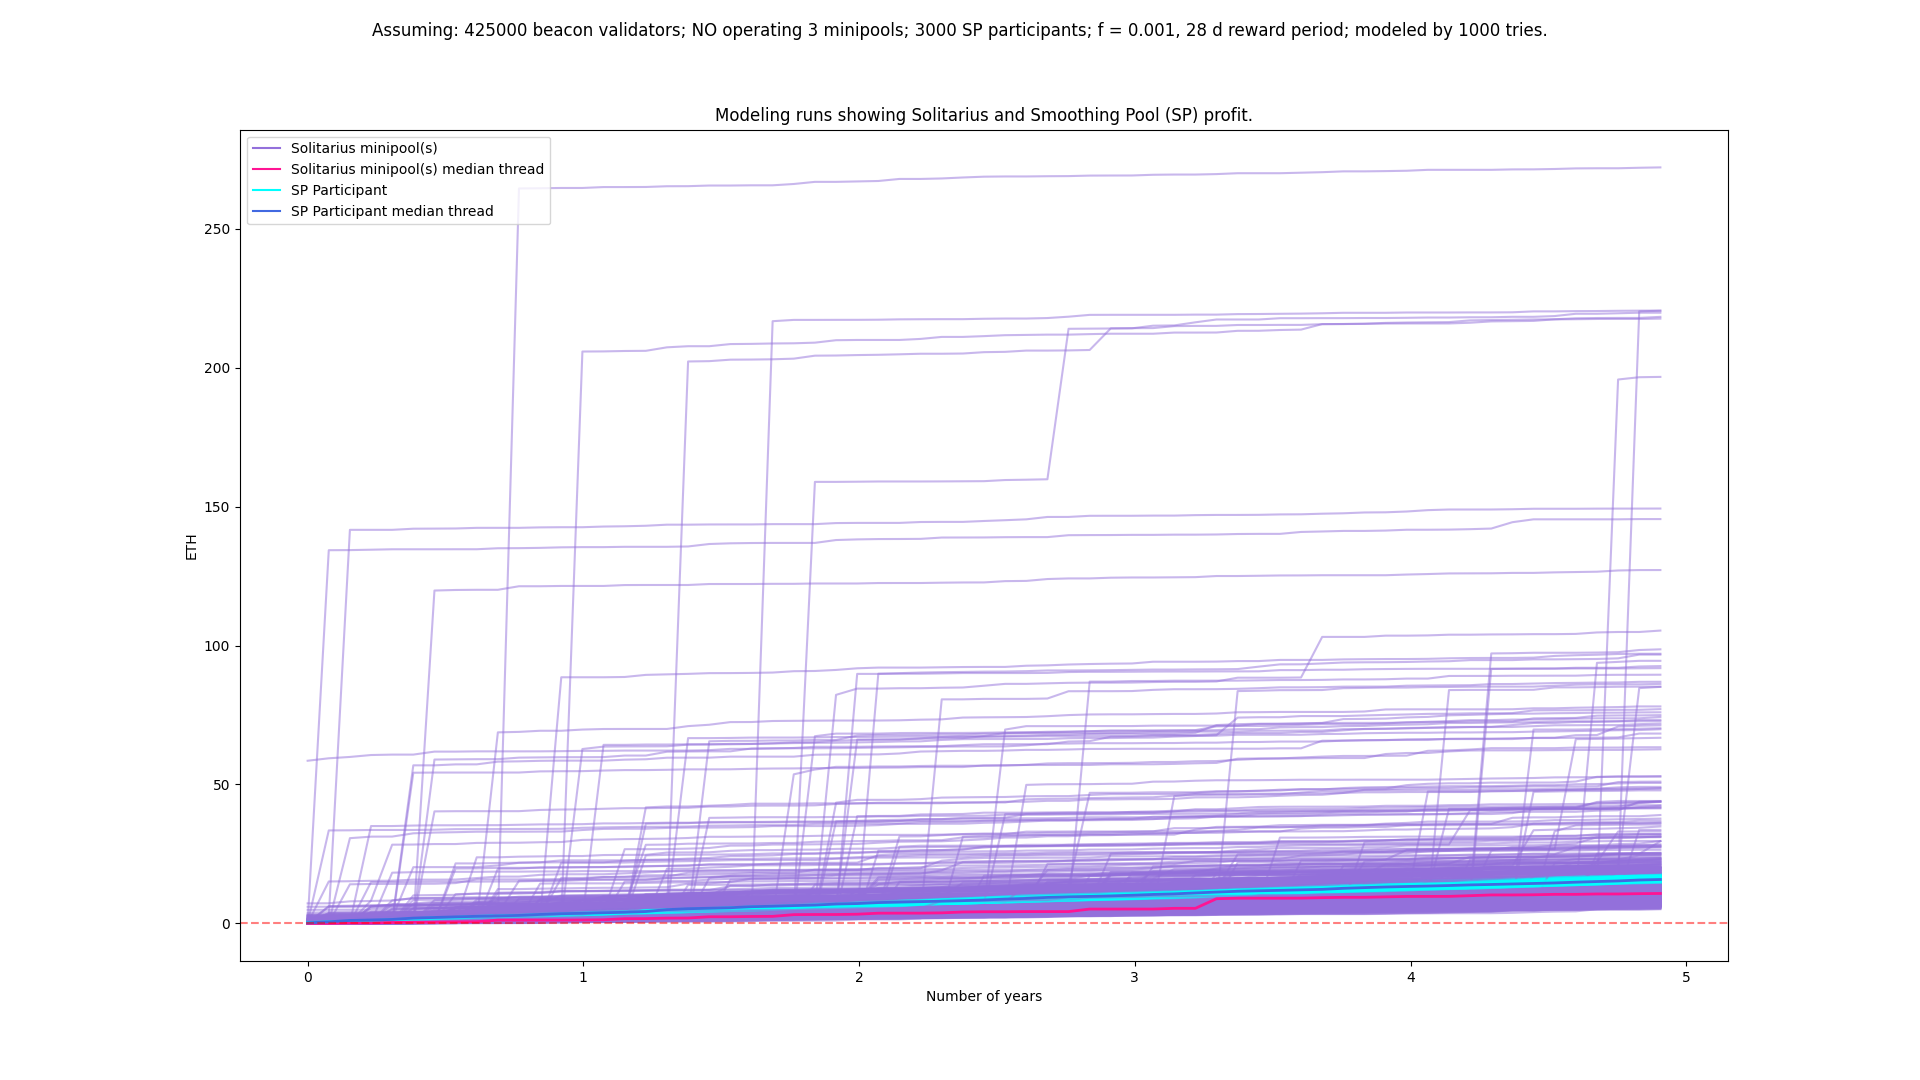 Assuming: 425000 beacon validators; NO operating 3 minipools; 3000 SP participants; f = 0.001, 28 d reward period; modeled by 1000 tries.
Modeling runs showing Solitarius and Smoothing Pool (SP) profit.
Solitarius minipool(s)
Solitarius minipool(s) median thread
SP Participant
SP Participant median thread
250
200
150
100
50
0
ETH
0 1 2 3 4 5
Number of years